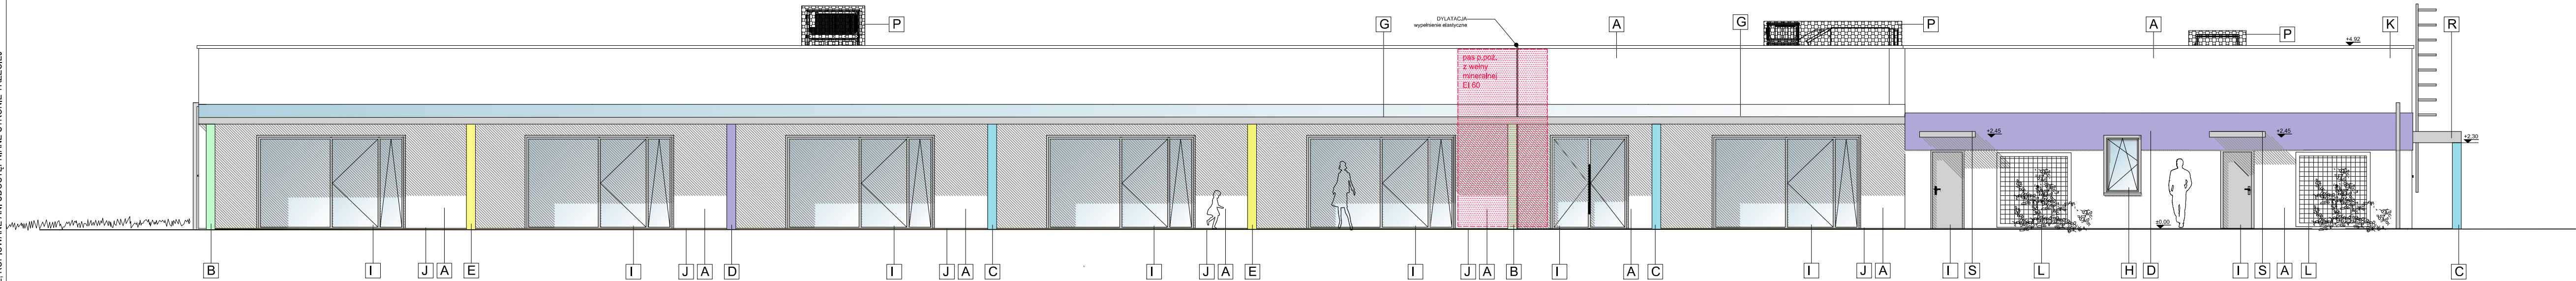 P
G
DYLATACJA
wypełnienie elastyczne
A
G
P
A
P
+4,92
K
R
pas p.poż.
z wełny
mineralnej
EI 60
+2,45
+2,45
+2,30
±0,00
B
I
J
A
E
I
J
A
D
I
J
A
C
I
J
A
E
I
J
A
B
I
A
C
I
J
A
I
S
L
H
D
I
S
A
L
C